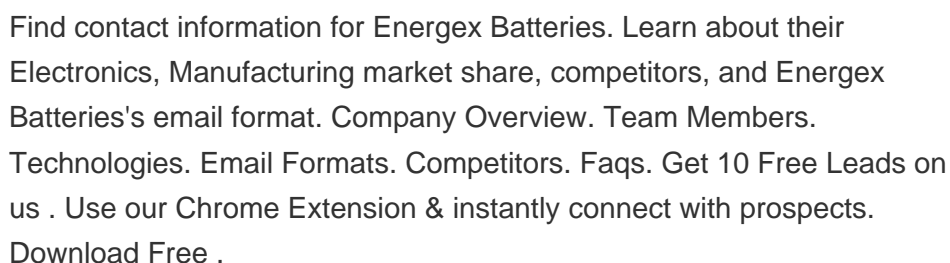 Find contact information for Energex Batteries. Learn about their
Electronics, Manufacturing market share, competitors, and Energex
Batteries's email format. Company Overview. Team Members.
Technologies. Email Formats. Competitors. Faqs. Get 10 Free Leads on
us . Use our Chrome Extension & instantly connect with prospects.
Download Free .